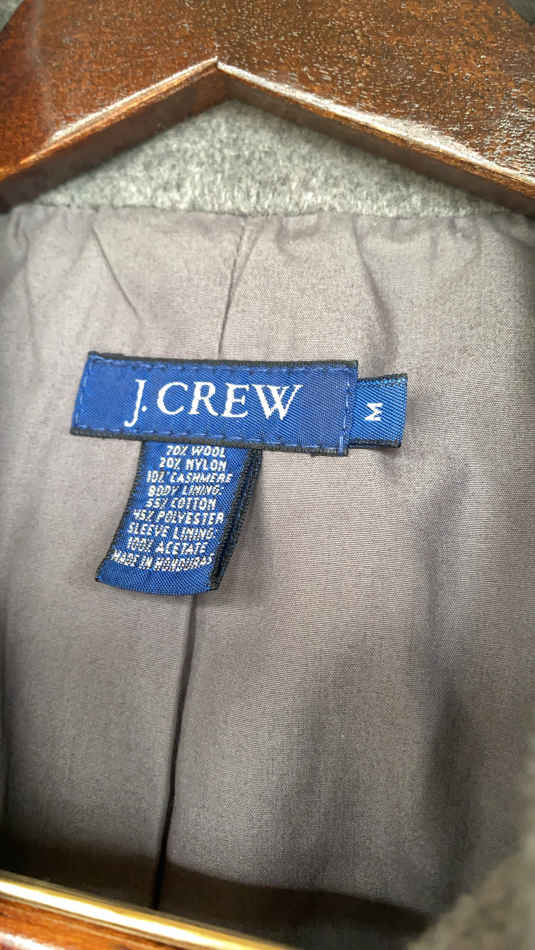 J.CREW
M
70% WOOL
20% NYLON
10% CASHMERE
BODY LINING:
55% COTTON
45% POLYESTER
SLEEVE LINING:
100% ACETATE
MADE IN HONDURAS